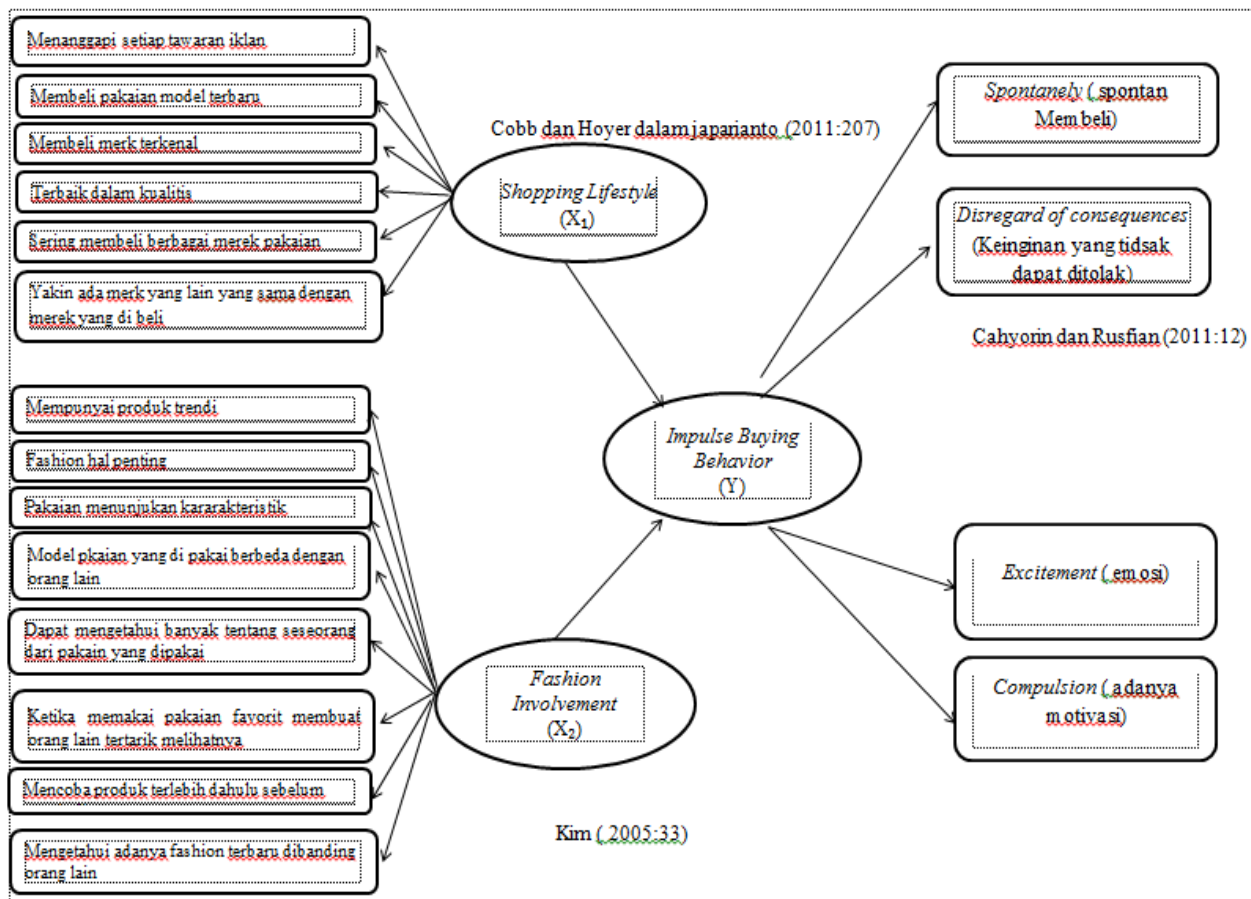 Menanggapi setiap tawaran iklan
Membeli pakaian model terbaru
Membeli merk terkenal
Terbaik dalam kualitis
Sering membeli berbagai merek pakaian
Yakin ada merk yang lain yang sama dengan
merek yang di beli
Cobb dan Hoyer dalam japarianto (2011:207)
Shopping Lifestyle
(X₁)
Spontanely ( spontan
Membeli)
Disregard of consequences
(Keinginan yang tidsak
dapat ditolak)
Cahyorin dan Rusfian (2011:12)
Impulse Buying
Behavior
(Y)
Mempunyai produk trendi
Fashion hal penting
Pakaian menunjukan kararakteristik
Model pkaian yang di pakai berbeda dengan
orang lain
Dapat mengetahui banyak tentang seseorang
dari pakain yang dipakai
Ketika memakai pakaian favorit membuat
orang lain tertarik melihatnya
Mencoba produk terlebih dahulu sebelum
Mengetahui adanya fashion terbaru dibanding
orang lain
Fashion
Involvement
(X₂)
Kim ( 2005:33)
Excitement ( emosi)
Compulsion ( adanya
motivasi)